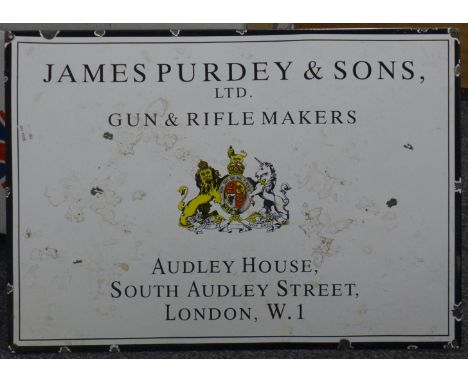 JAMES PURDEY & SONS,
LTD.
GUN & RIFLE MAKERS
AUDLEY HOUSE,
SOUTH AUDLEY STREET,
LONDON, W.1